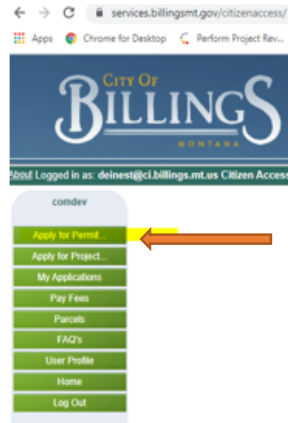 services.billingsmt.gov/citizenaccess/
Apps Chrome for Desktop Perform Project Rev...
CITY OF
BILLINGS
MONTANA
About Logged in as: deinest@ci.billings.mt.us Citizen Access
comdev
Apply for Permit...
Apply for Project...
My Applications
Pay Fees
Parcels
FAQ's
User Profile
Home
Log Out